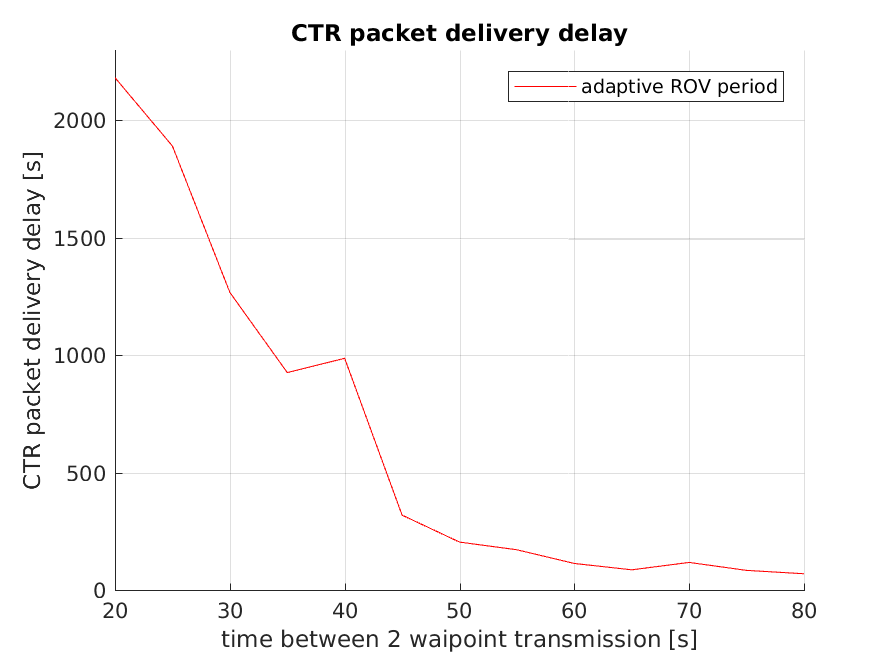 CTR packet delivery delay
adaptive ROV period
CTR packet delivery delay [s]
2000
1500
1000
500
0
20 30 40 50 60 70 80
time between 2 waipoint transmission [s]